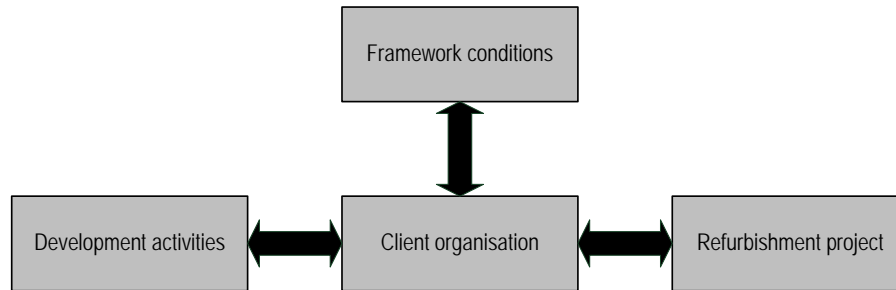 Framework conditions
Development activities
Client organisation
Refurbishment project